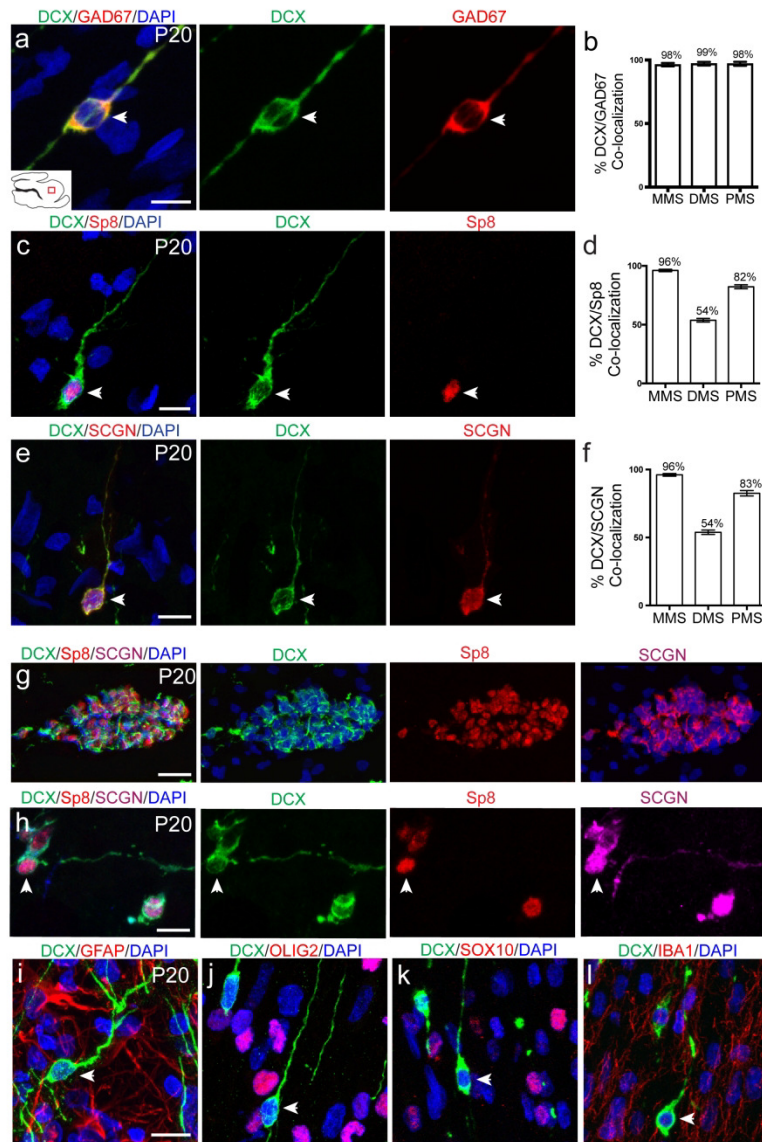 DCX/GAD67/DAPI
DCX
GAD67
a
P20
b
% DCX/GAD67
Co-localization
100
50
0
98%
99%
98%
MMS DMS PMS
DCX/Sp8/DAPI
DCX
Sp8
c
P20
d
% DCX/Sp8
Co-localization
100
50
0
96%
54%
82%
MMS DMS PMS
DCX/SCGN/DAPI
DCX
SCGN
e
P20
f
% DCX/SCGN
Co-localization
100
50
0
96%
54%
83%
MMS DMS PMS
DCX/Sp8/SCGN/DAPI
DCX
Sp8
SCGN
g
P20
DCX/Sp8/SCGN/DAPI
DCX
Sp8
SCGN
h
P20
DCX/GFAP/DAPI
DCX/OLIG2/DAPI
DCX/SOX10/DAPI
DCX/IBA1/DAPI
i
P20
j
k
l